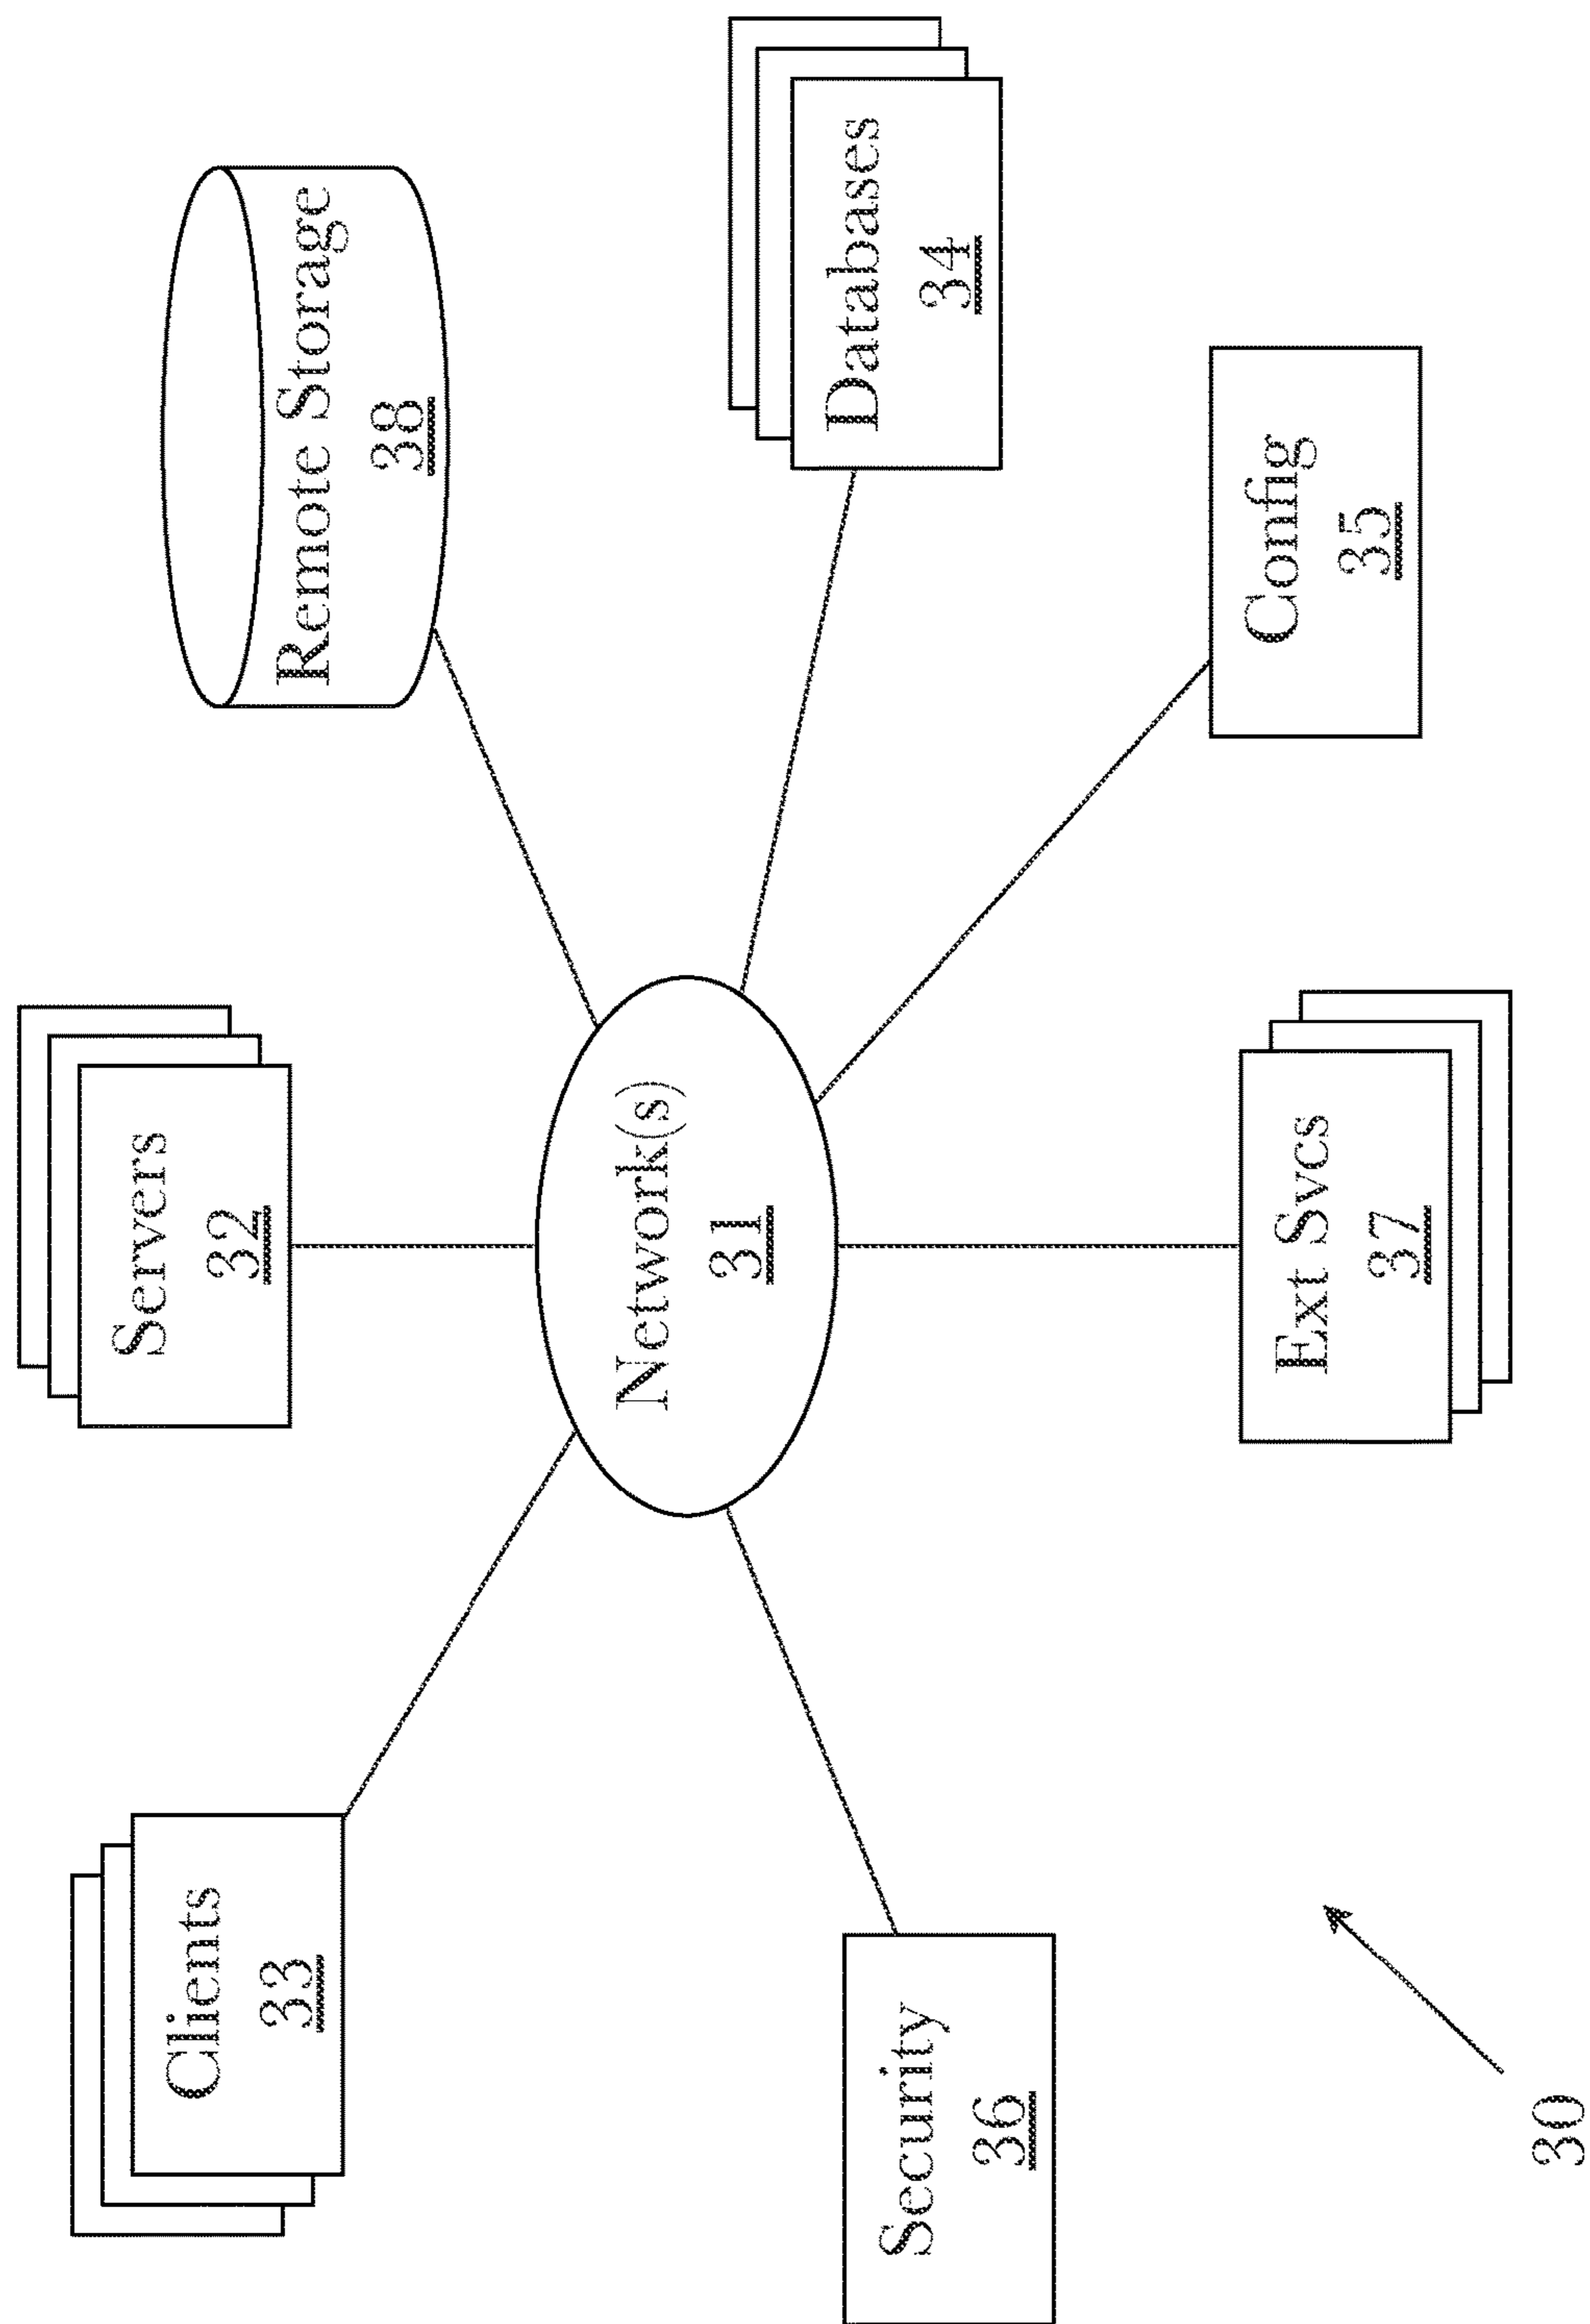 Servers
32
Clients
33
Remote Storage
38
Network(s)
31
Databases
34
Security
36
Config
35
Ext Svcs
37
30